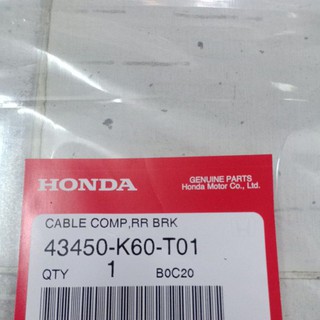 HONDA
GENUINE PARTS
Honda Motor Co., Ltd.
CABLE COMP,RR BRK
43450-K60-T01
QTY 1 B0C20